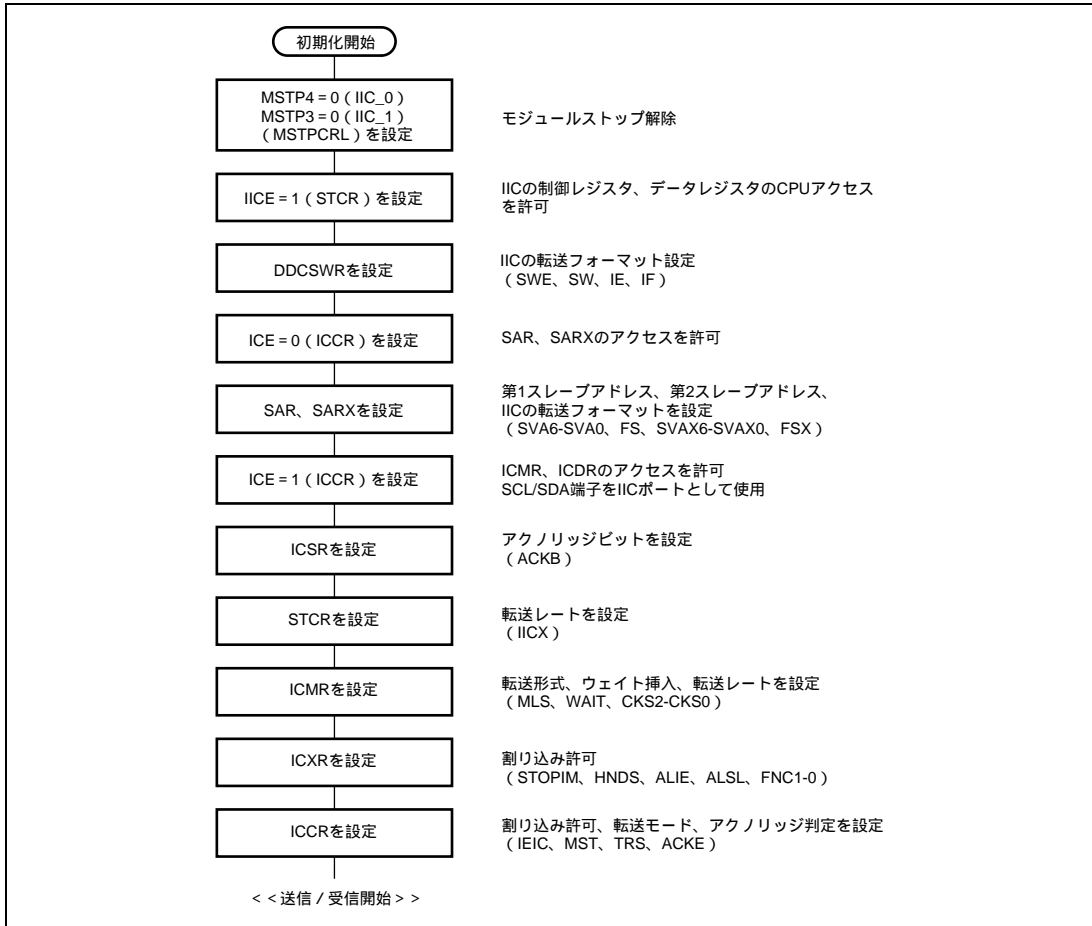 初期化開始
MSTP4 = 0 ( IIC_0 )
MSTP3 = 0 ( IIC_1 )
( MSTPCRL ) を設定
モジュールストップ解除
IICE = 1 ( STCR ) を設定
IICの制御レジスタ、データレジスタのCPUアクセス
を許可
DDCSWRを設定
IICの転送フォーマット設定
( SWE、SW、IE、IF )
ICE = 0 ( ICCR ) を設定
SAR、SARXのアクセスを許可
SAR、SARXを設定
第1スレーブアドレス、第2スレーブアドレス、
IICの転送フォーマットを設定
( SVA6-SVA0、FS、SVAX6-SVAX0、FSX )
ICE = 1 ( ICCR ) を設定
ICMR、ICDRのアクセスを許可
SCL/SDA端子をIICポートとして使用
ICSRを設定
アクノリッジビットを設定
( ACKB )
STCRを設定
転送レートを設定
( IICX )
ICMRを設定
転送形式、ウェイト挿入、転送レートを設定
( MLS、WAIT、CKS2-CKS0 )
ICXRを設定
割り込み許可
( STOPIM、HNDS、ALIE、ALSL、FNC1-0 )
ICCRを設定
割り込み許可、転送モード、アクノリッジ判定を設定
( IEIC、MST、TRS、ACKE )
< < 送信 / 受信開始 > >